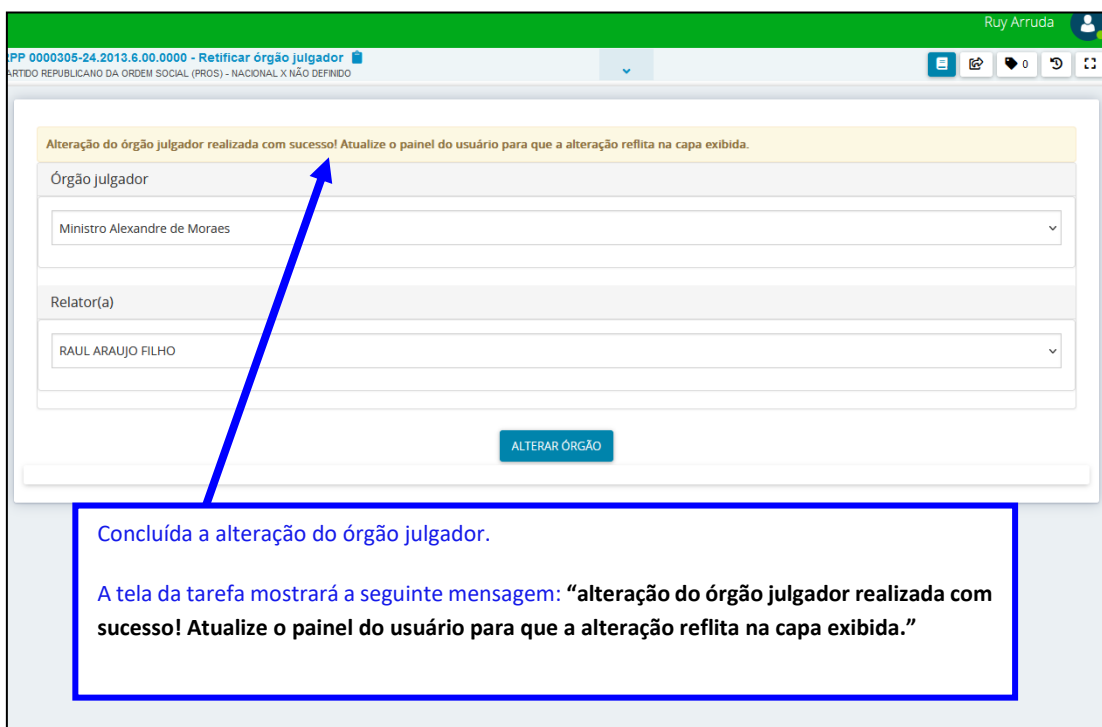 Ruy Arruda
PP 0000305-24.2013.6.00.0000 - Retificar órgão julgador
ARTIDO REPUBLICANO DA ORDEM SOCIAL (PROS) - NACIONAL X NÃO DEFINIDO
0
Alteração do órgão julgador realizada com sucesso! Atualize o painel do usuário para que a alteração reflita na capa exibida.
Órgão julgador
Ministro Alexandre de Moraes
Relator(a)
RAUL ARAUJO FILHO
ALTERAR ÓRGÃO
Concluída a alteração do órgão julgador.
A tela da tarefa mostrará a seguinte mensagem: “alteração do órgão julgador realizada com
sucesso! Atualize o painel do usuário para que a alteração reflita na capa exibida.”